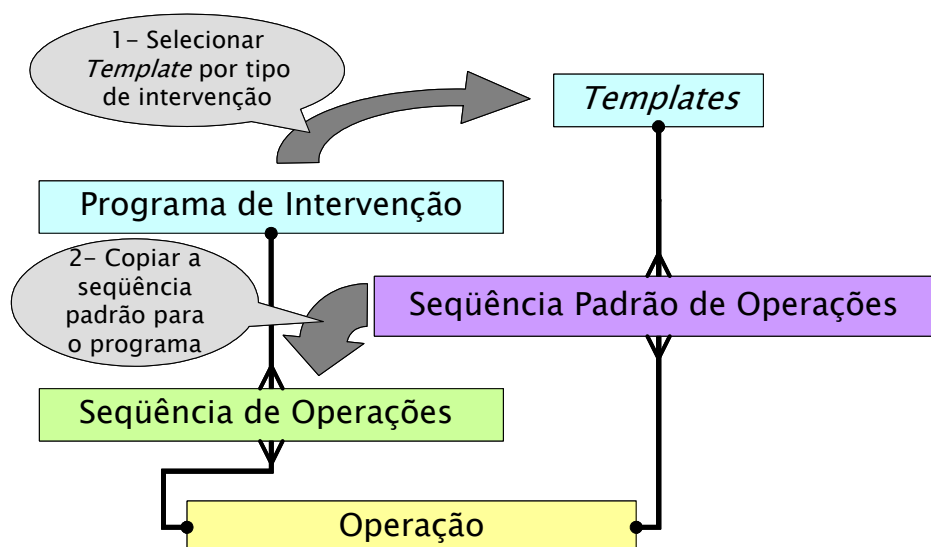 1- Selecionar
Template por tipo
de intervenção
Templates
Programa de Intervenção
2- Copiar a
seqüência
padrão para
o programa
Seqüência Padrão de Operações
Seqüência de Operações
Operação